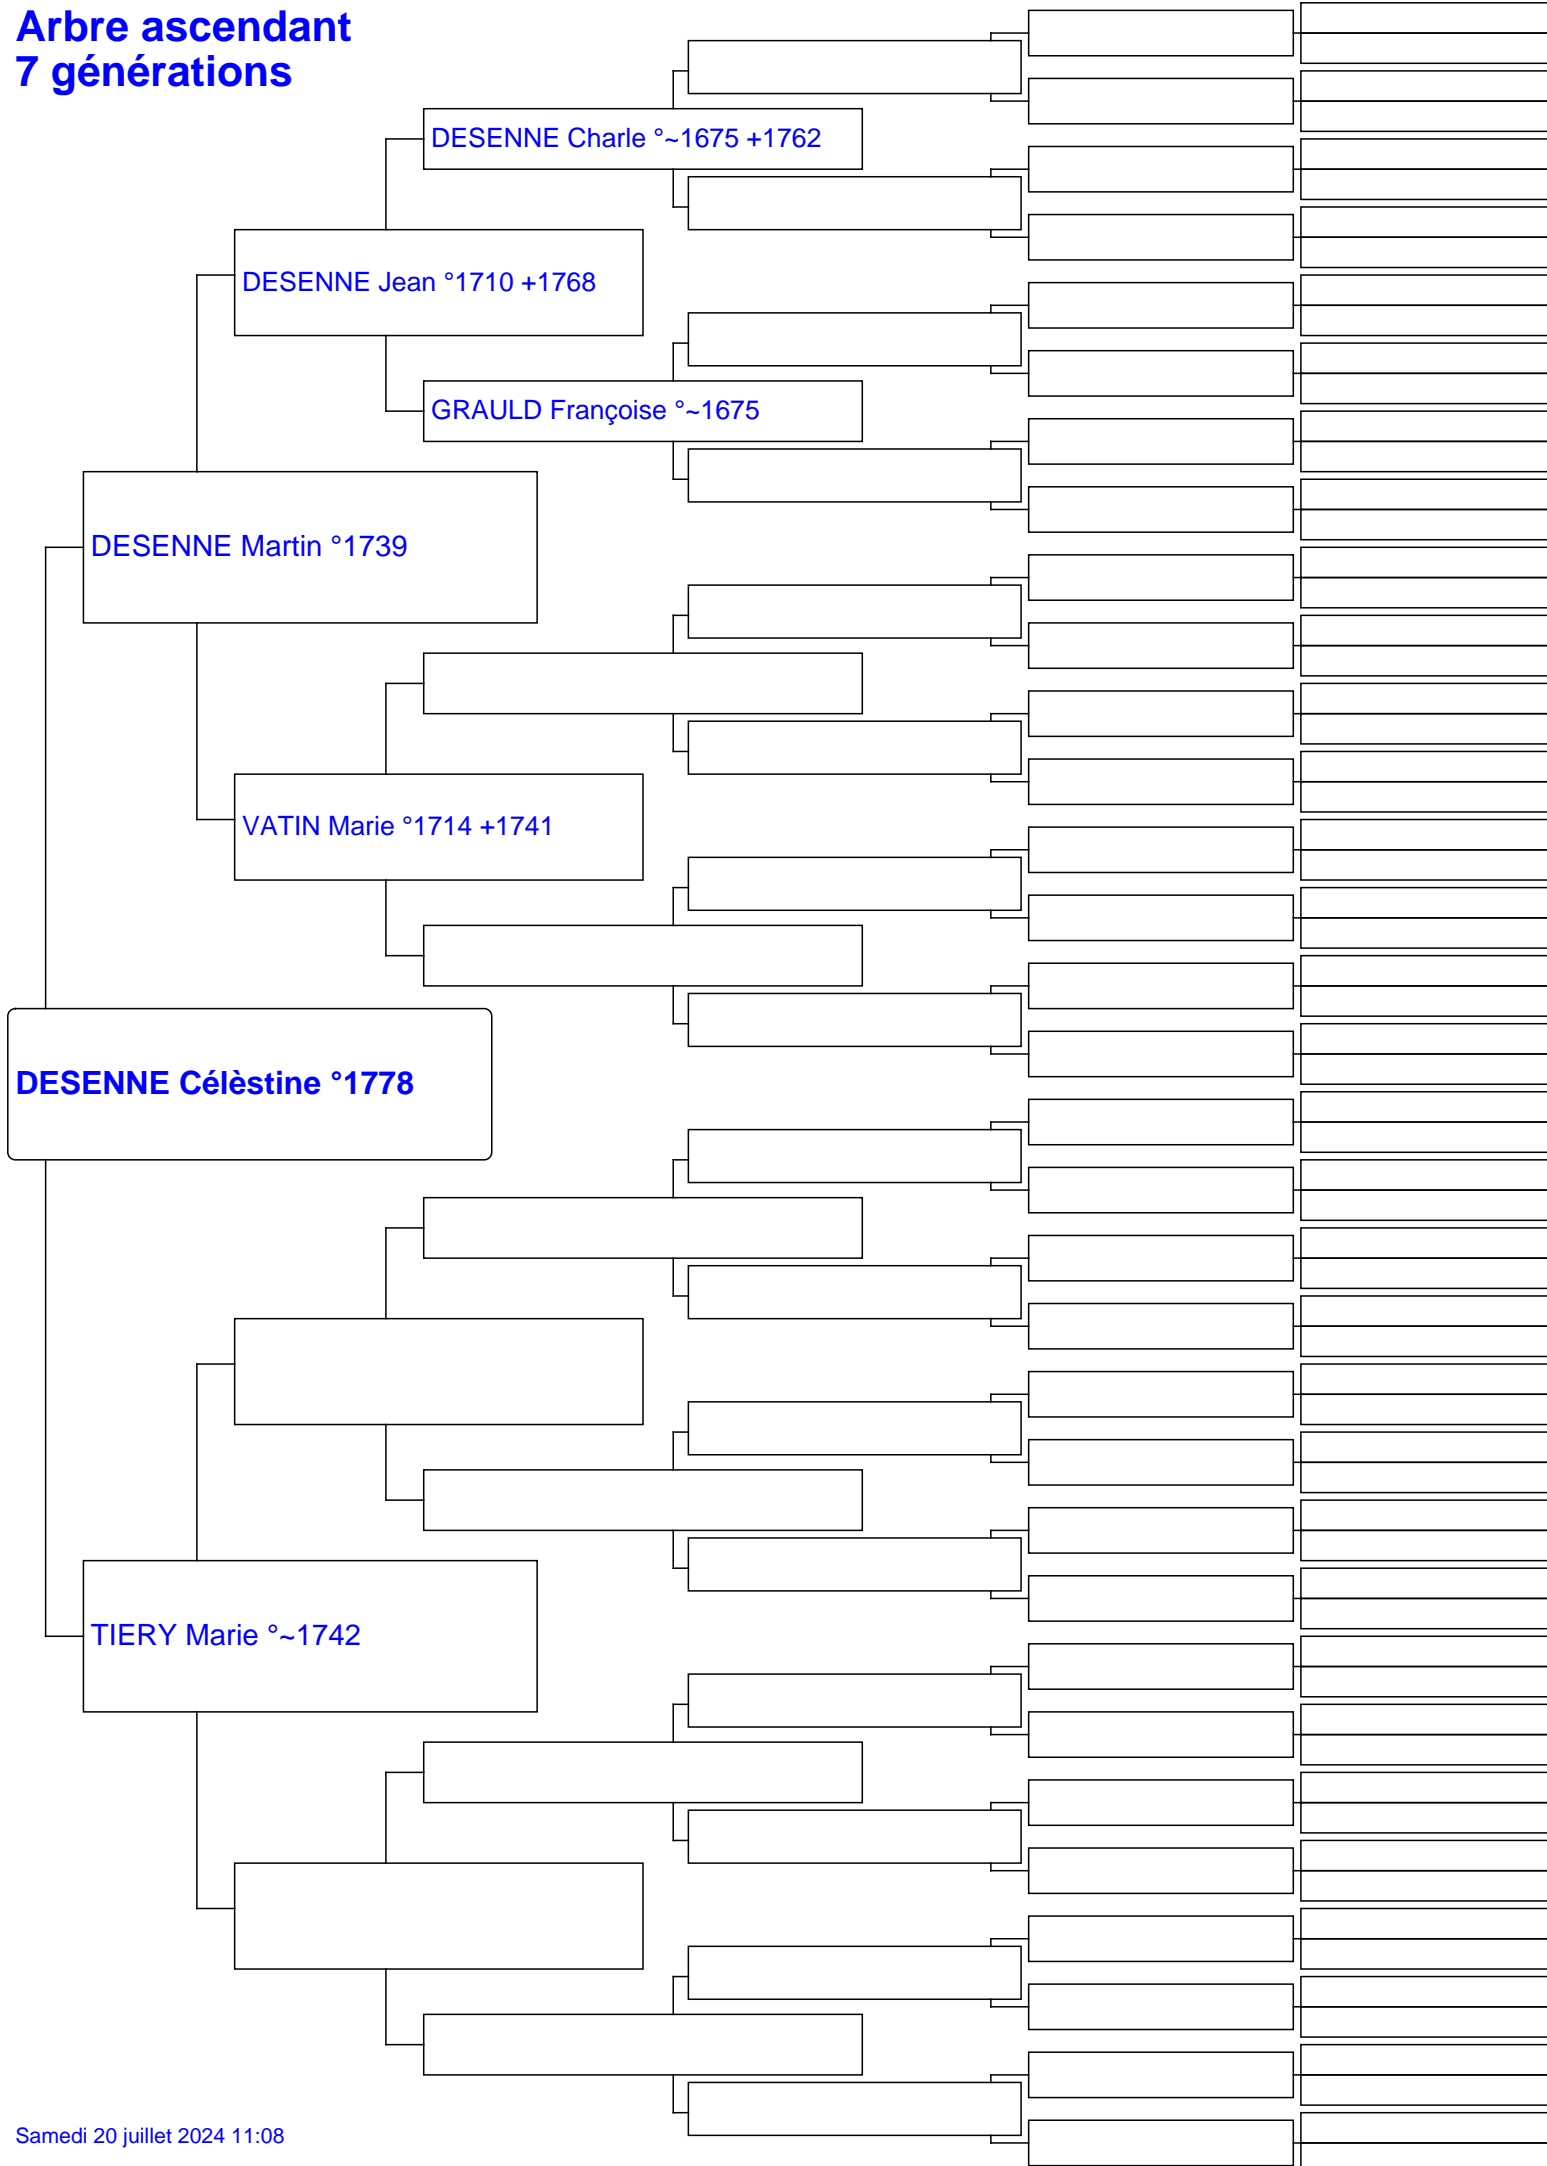 Arbre ascendant
7 générations
DESENNE Charle °~1675 +1762
DESENNE Jean °1710 +1768
GRAULD Françoise °~1675
DESENNE Martin °1739
VATIN Marie °1714 +1741
DESENNE Célèstine °1778
TIERY Marie °~1742
Samedi 20 juillet 2024 11:08